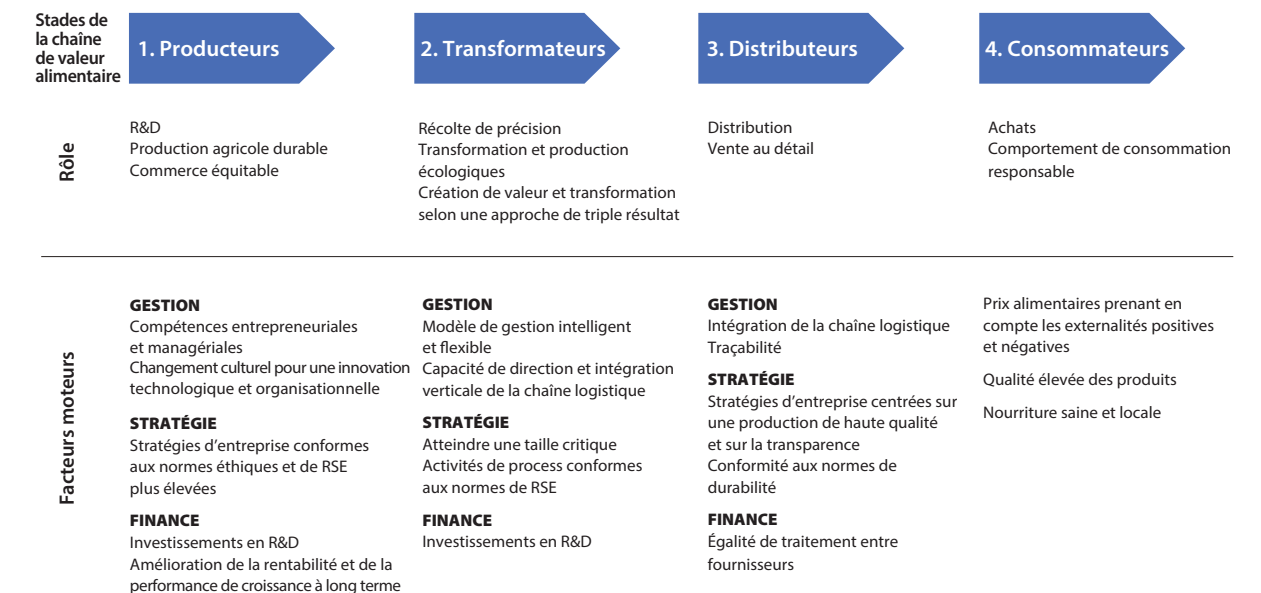 Stades de
la chaîne
de valeur
alimentaire
1. Producteurs
2. Transformateurs
3. Distributeurs
4. Consommateurs
Rôle
R&D
Production agricole durable
Commerce équitable
Récolte de précision
Transformation et production
écologiques
Création de valeur et transformation
selon une approche de triple résultat
Distribution
Vente au détail
Achats
Comportement de consommation
responsable
Facteurs moteurs
GESTION
Compétences entrepreneuriales
et managériales
Changement culturel pour une innovation
technologique et organisationnelle
STRATÉGIE
Stratégies d’entreprise conformes
aux normes éthiques et de RSE
plus élevées
FINANCE
Investissements en R&D
Amélioration de la rentabilité et de la
performance de croissance à long terme
GESTION
Modèle de gestion intelligent
et flexible
Capacité de direction et intégration
verticale de la chaîne logistique
STRATÉGIE
Atteindre une taille critique
Activités de process conformes
aux normes de RSE
FINANCE
Investissements en R&D
GESTION
Intégration de la chaîne logistique
Traçabilité
STRATÉGIE
Stratégies d’entreprise centrées sur
une production de haute qualité
et sur la transparence
Conformité aux normes de
durabilité
FINANCE
Égalité de traitement entre
fournisseurs
Prix alimentaires prenant en
compte les externalités positives
et négatives
Qualité élevée des produits
Nourriture saine et locale